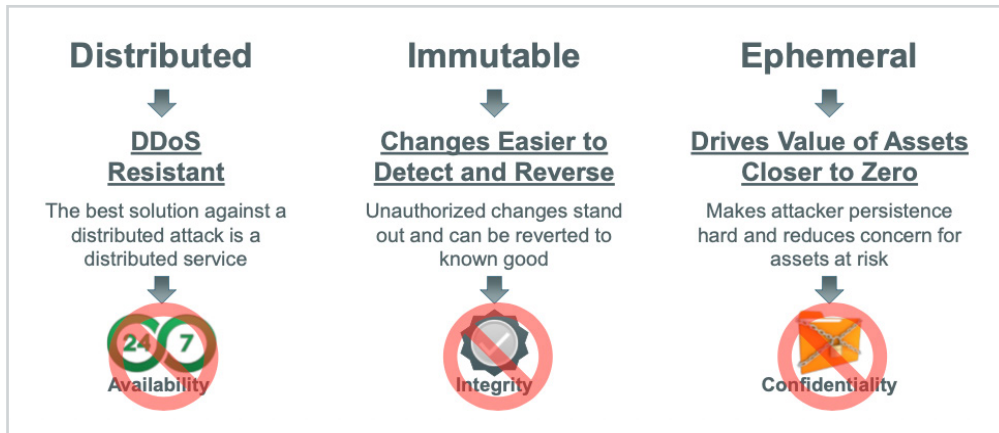 Distributed
DDoS
Resistant
The best solution against a
distributed attack is a
distributed service
24 7
Availability
Immutable
Changes Easier to
Detect and Reverse
Unauthorized changes stand
out and can be reverted to
known good
Integrity
Ephemeral
Drives Value of Assets
Closer to Zero
Makes attacker persistence
hard and reduces concern for
assets at risk
Confidentiality